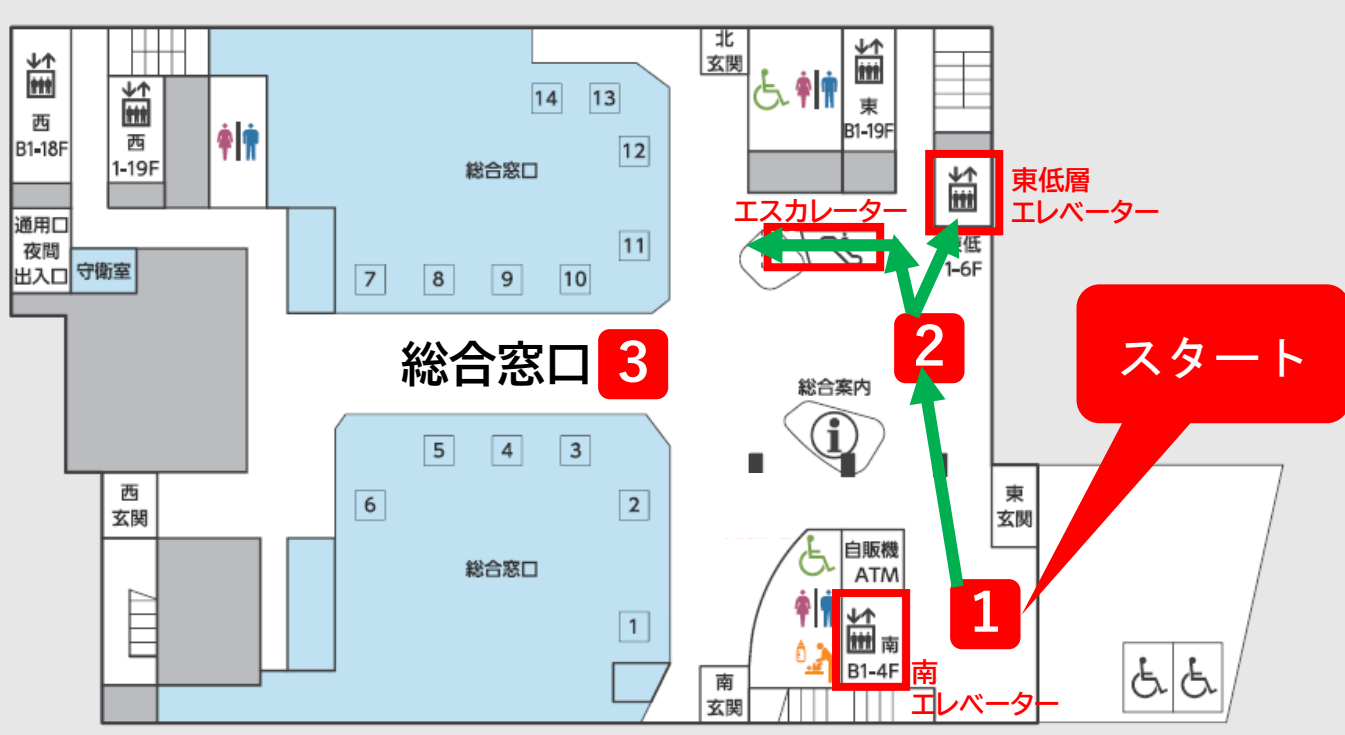 北
玄関
西
B1-18F
西
1-19F
東
B1-19F
14
13
12
総合窓口
11
7
8
9
10
東低層
エレベーター
エスカレーター
東低
1-6F
通用口
夜間
出入口
守衛室
総合窓口
3
2
スタート
総合案内
5
4
3
6
2
西
玄関
東
玄関
総合窓口
自販機
ATM
1
1
南
B1-4F
南
エレベーター
南
玄関